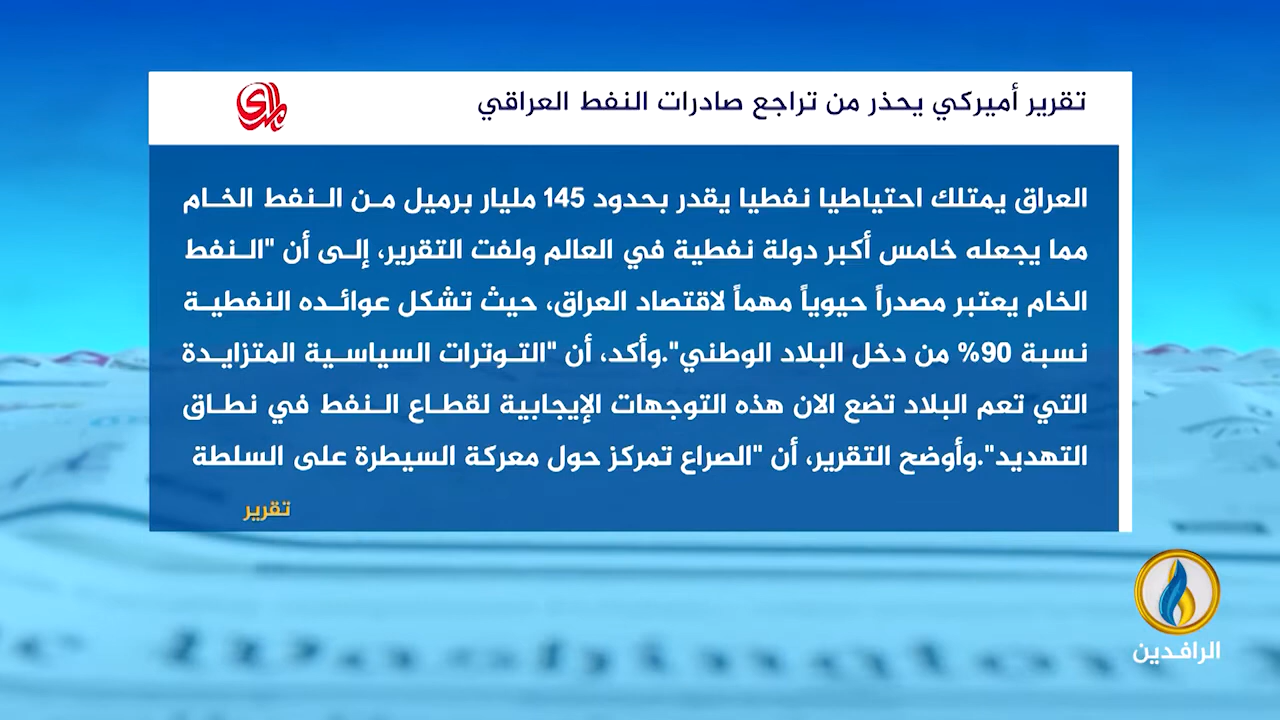 تقرير أميركي يحذر من تراجع صادرات النفط العراقي
المدى
العراق يمتلك احتياطيا نفطيا يقدر بحدود 145 مليار برميل من النفط الخام
مما يجعله خامس أكبر دولة نفطية في العالم ولفت التقرير، إلى أن "النفط
الخام يعتبر مصدراً حيوياً مهماً لاقتصاد العراق، حيث تشكل عوائده النفطية
نسبة 90% من دخل البلاد الوطني".وأكد، أن "التوترات السياسية المتزايدة
التي تعم البلاد تضع الان هذه التوجهات الإيجابية لقطاع النفط في نطاق
التهديد".وأوضح التقرير، أن "الصراع تمركز حول معركة السيطرة على السلطة
تقرير
الرافدين